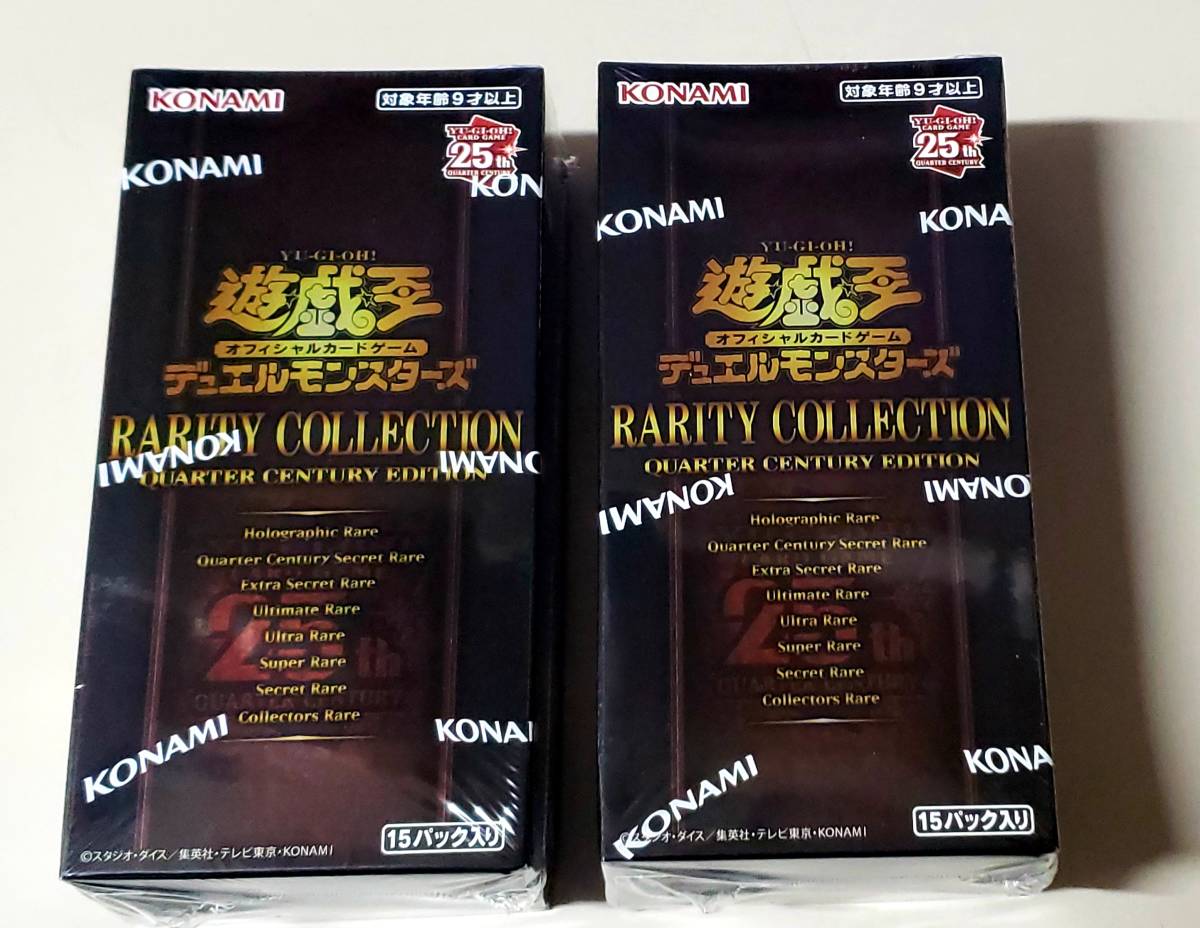 KONAMI
対象年齢9才以上
YU-GI-OH!
CARD GAME
25th
QUARTER CENTURY
KONAMI
KON
YU-GI-OH!
遊戯王
オフィシャルカードゲーム
デュエルモンスターズ
RARITY COLLECTION
KONAMI
KONAMI
ONAMI
QUARTER CENTURY EDITION
Holographic Rare
Quarter Century Secret Rare
Extra Secret Rare
Ultimate Rare
Ultra Rare
Super Rare
Secret Rare
Collectors Rare
25th
QUARTER CENTURY
KONAMI
KONAI
15パック入り
©スタジオ・ダイス/集英社・テレビ東京・KONAMI
KONAMI
対象年齢9才以上
YU-GI-OH!
CARD GAME
25th
QUARTER CENTURY
KONAMI
KONA
YU-GI-OH!
遊戯王
オフィシャルカードゲーム
デュエルモンスターズ
RARITY COLLECTION
QUARTER CENTURY EDITION
KONAMI
KONAMI
KONAMI
Holographic Rare
Quarter Century Secret Rare
Extra Secret Rare
Ultimate Rare
Ultra Rare
Super Rare
Secret Rare
Collectors Rare
25th
QUARTER CENTURY
KONAMI
KONA
15パック入り
スタジオ・ダイス/集英社・テレビ東京・KONAMI